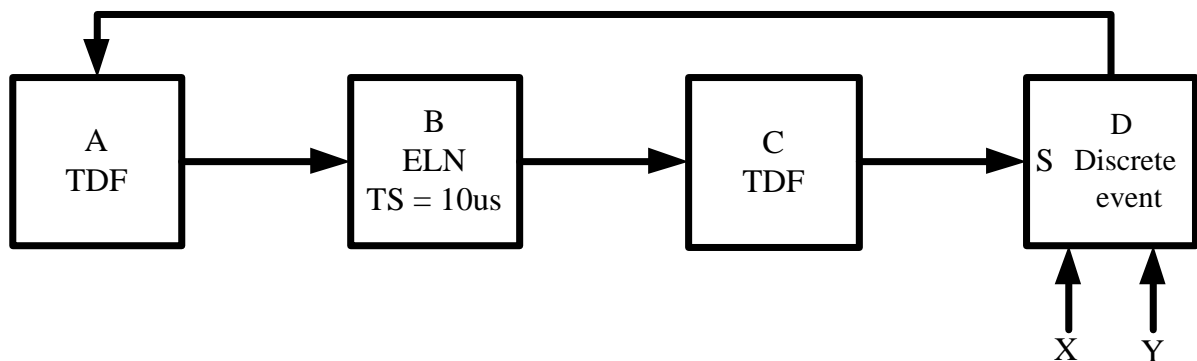 A
TDF
B
ELN
TS = 10us
C
TDF
D
S Discrete
event
X Y